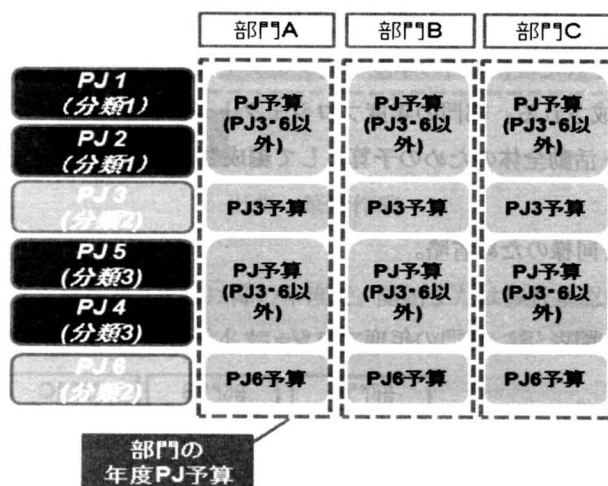 部門A 部門B 部門C
PJ 1
(分類1)
PJ 2
(分類1)
PJ 3
(分類2)
PJ 5
(分類3)
PJ 4
(分類3)
PJ 6
(分類2)
PJ予算
(PJ3・6以
外)
PJ予算
(PJ3・6以
外)
PJ予算
(PJ3・6以
外)
PJ3予算 PJ3予算 PJ3予算
PJ予算
(PJ3・6以
外)
PJ予算
(PJ3・6以
外)
PJ予算
(PJ3・6以
外)
PJ6予算 PJ6予算 PJ6予算
部門の
年度PJ予算